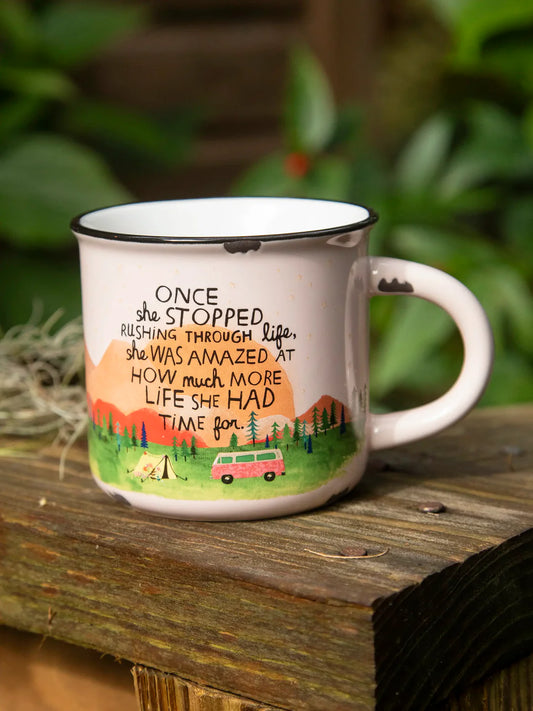 ONCE
she STOPPED
RUSHING THROUGH life,
she WAS AMAZED AT
HOW much MORE
LIFE SHE HAD
TIME for.